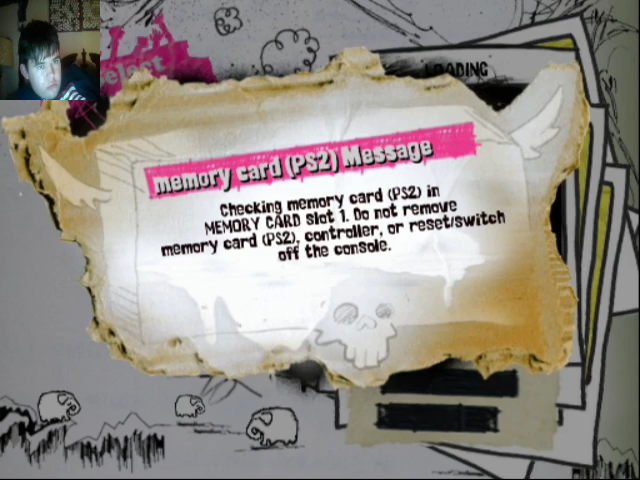 elect
LOADING
memory card (PS2) Message
Checking memory card (PS2) in
MEMORY CARD slot 1. Do not remove
memory card (PS2), controller, or reset/switch
off the console.